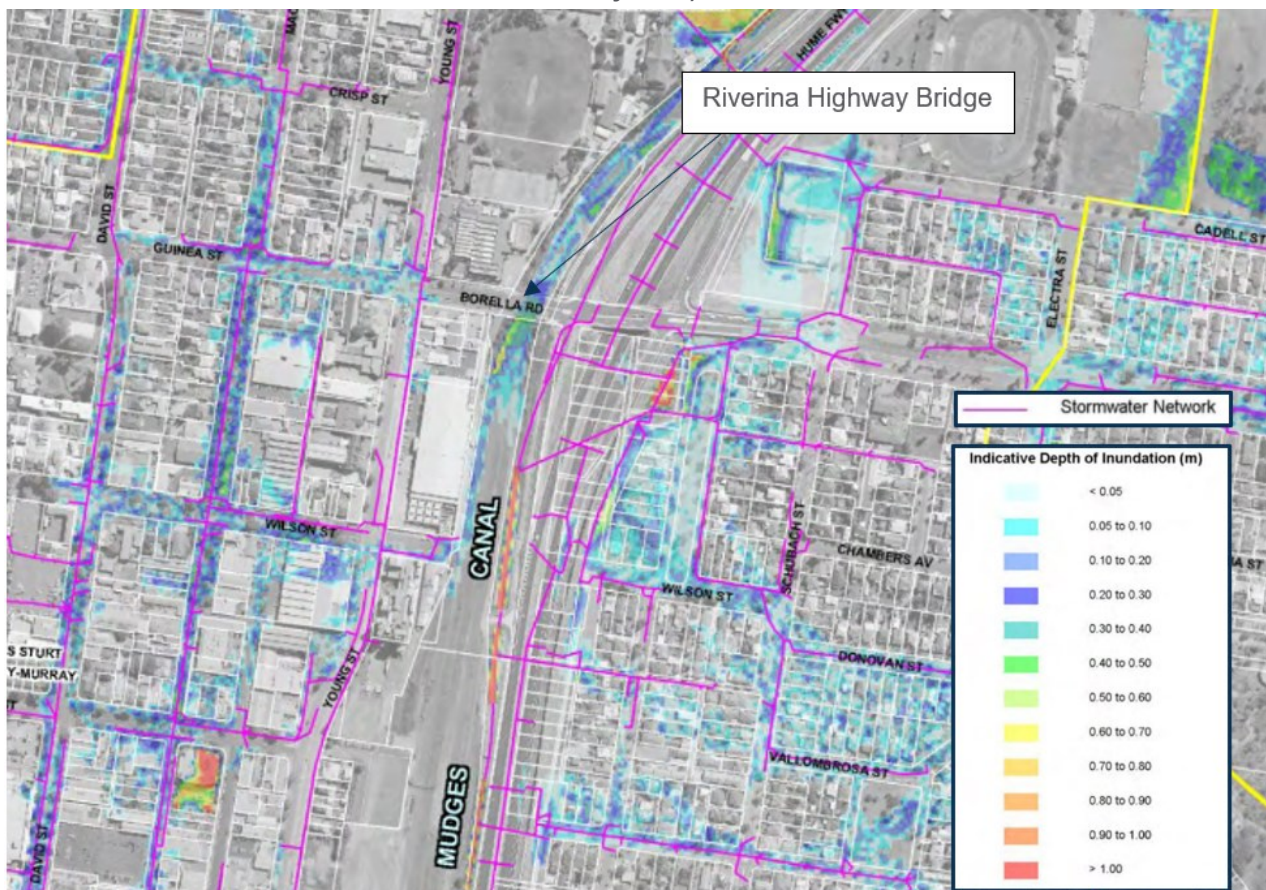 MAC
YOUNG ST
HUME FWY
CRISP ST
Riverina Highway Bridge
DAVID ST
GUINEA ST
CADELL ST
ELECTRA ST
BORELLA RD
Stormwater Network
Indicative Depth of Inundation (m)
< 0.05
0.05 to 0.10
0.10 to 0.20
0.20 to 0.30
0.30 to 0.40
0.40 to 0.50
0.50 to 0.60
0.60 to 0.70
0.70 to 0.80
0.80 to 0.90
0.90 to 1.00
> 1.00
WILSON ST
CANAL
SCHUBACH ST
CHAMBERS AV
NA ST
WILSON ST
DONOVAN ST
S STURT
Y-MURRAY
YOUNG ST
VALLOMBROSA ST
MUDGES
DAVID ST